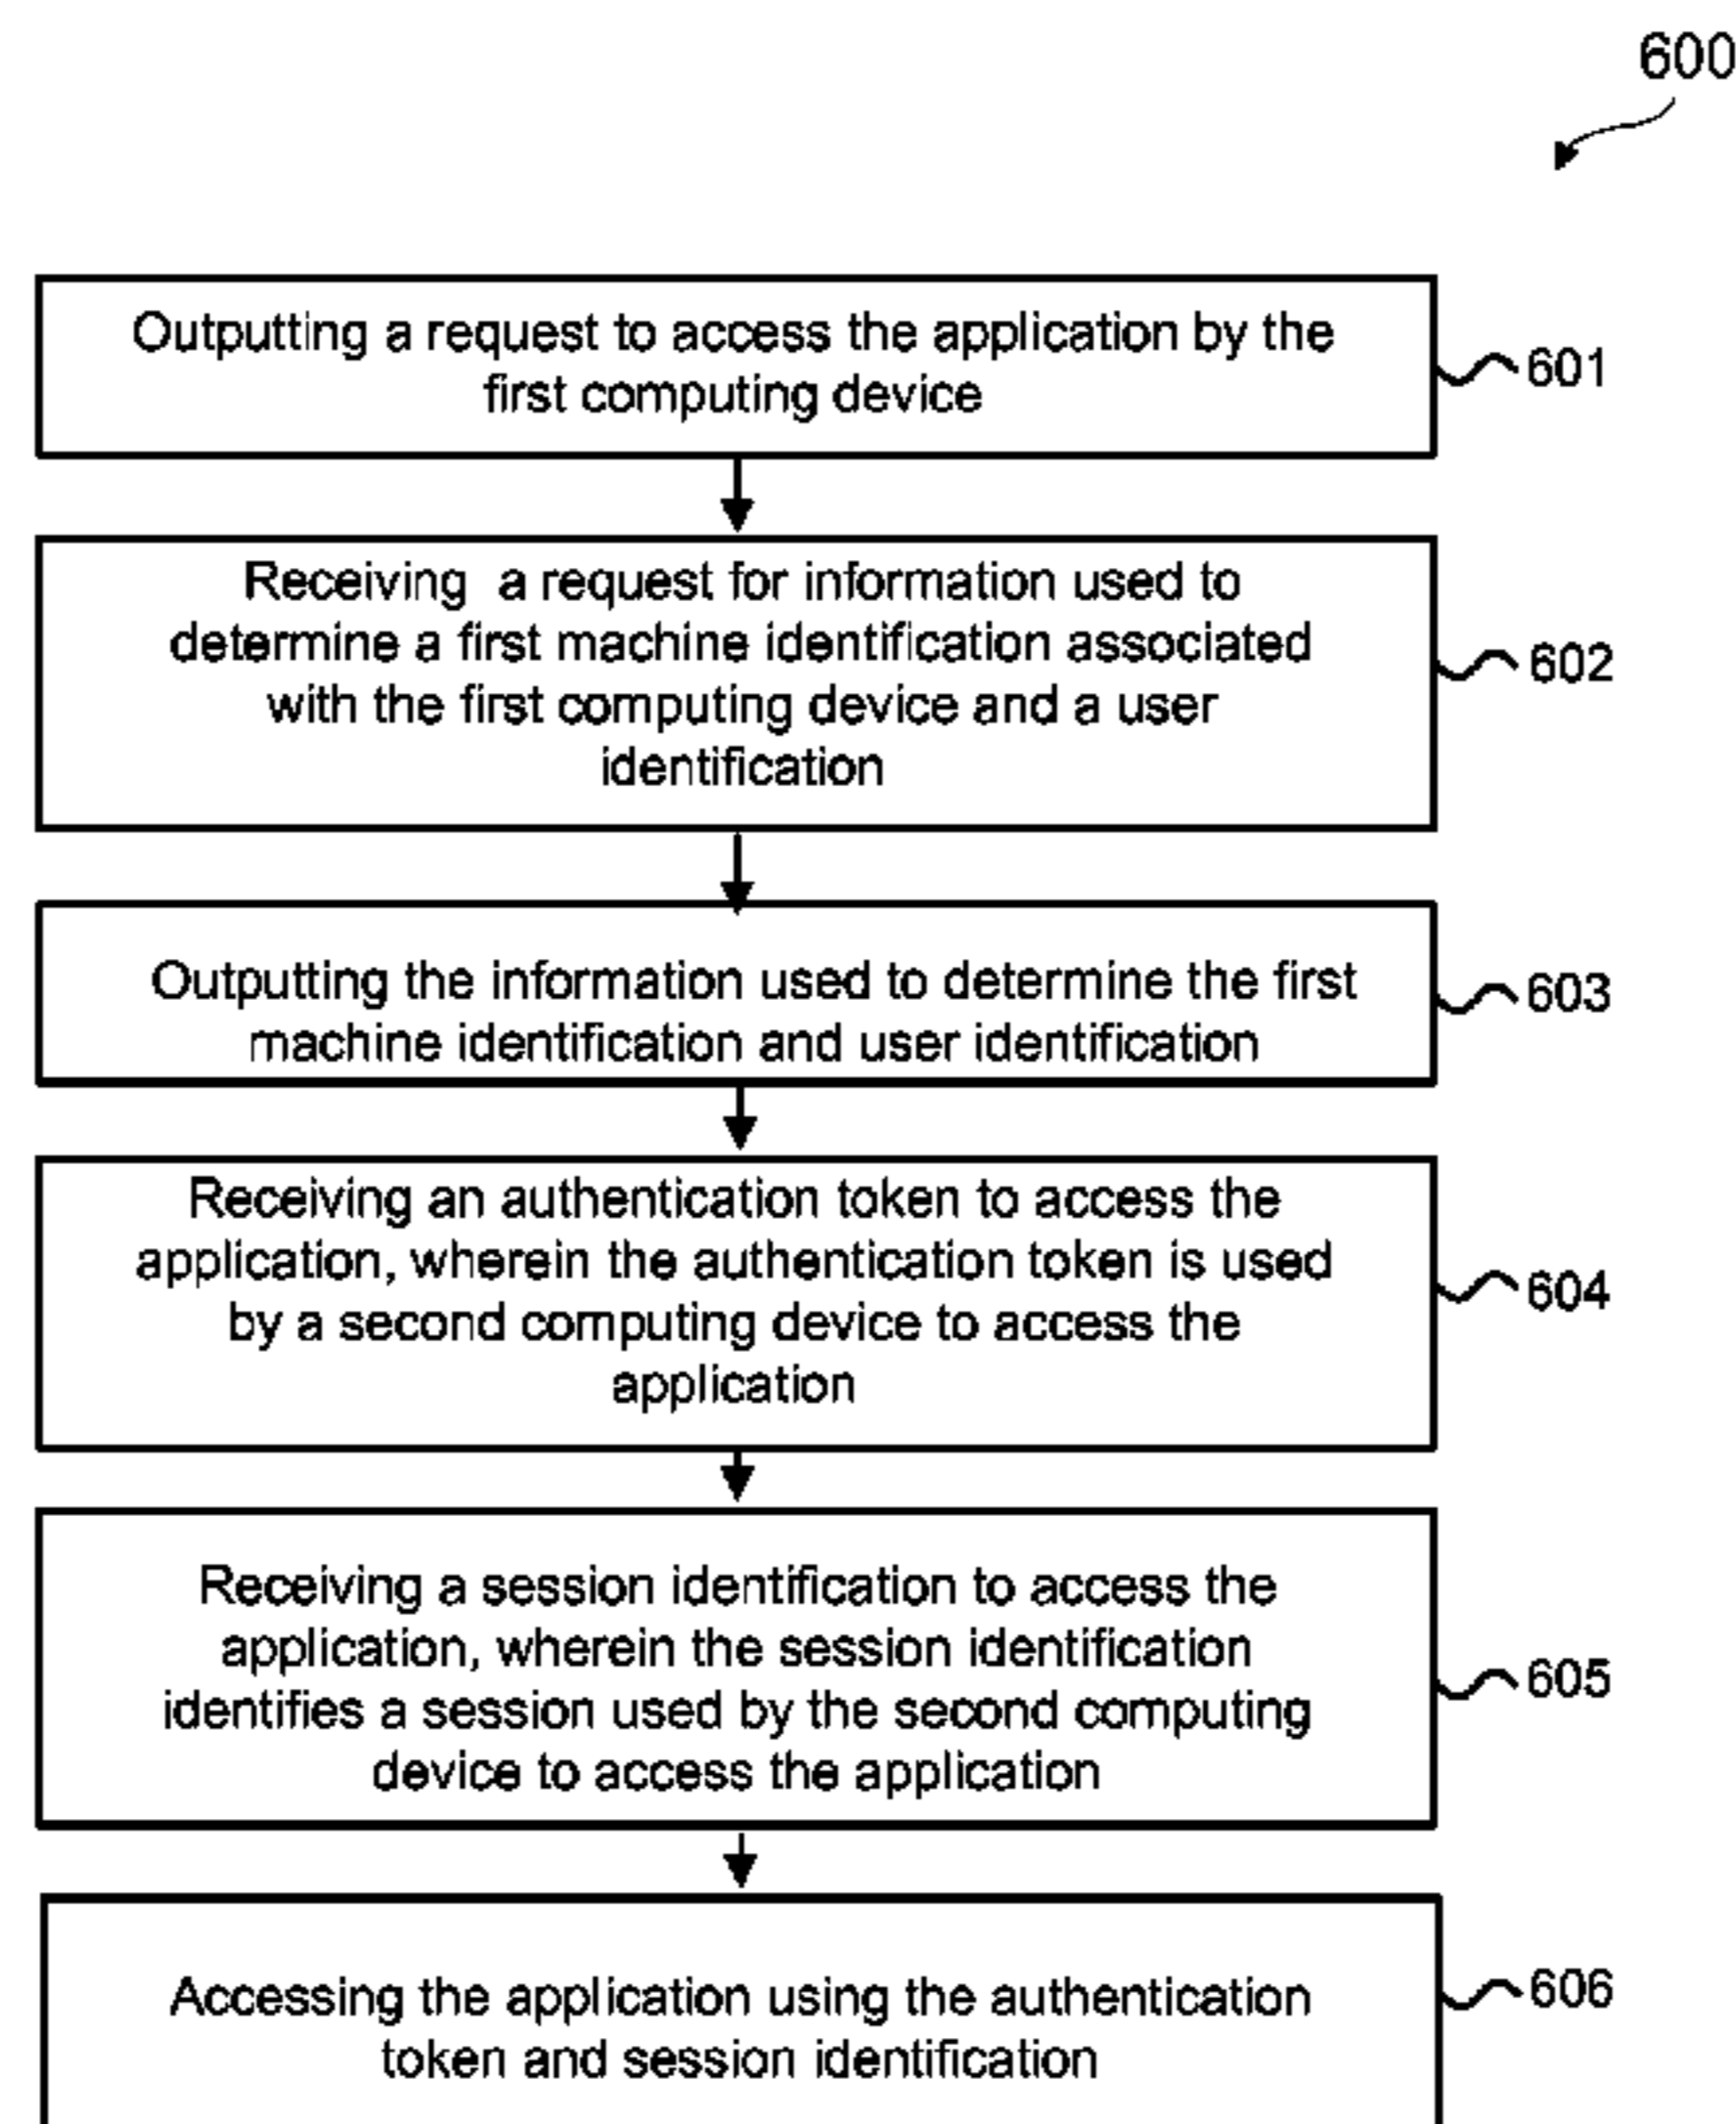 600
Outputting a request to access the application by the
first computing device
601
Receiving a request for information used to
determine a first machine identification associated
with the first computing device and a user
identification
602
Outputting the information used to determine the first
machine identification and user identification
603
Receiving an authentication token to access the
application, wherein the authentication token is used
by a second computing device to access the
application
604
Receiving a session identification to access the
application, wherein the session identification
identifies a session used by the second computing
device to access the application
605
Accessing the application using the authentication
token and session identification
606